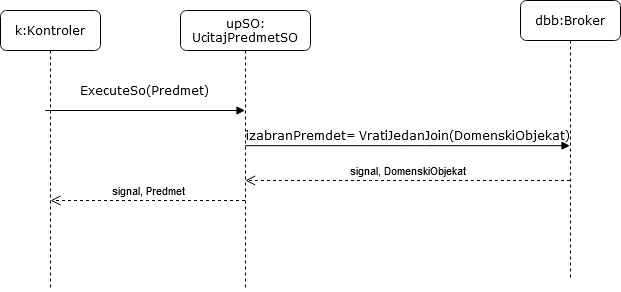 k:Kontroler
upSO:
UcitajPredmetSO
dbb:Broker
ExecuteSo(Predmet)
izabranPremdet= VratiJedanJoin(DomenskiObjekat)
signal, DomenskiObjekat
signal, Predmet